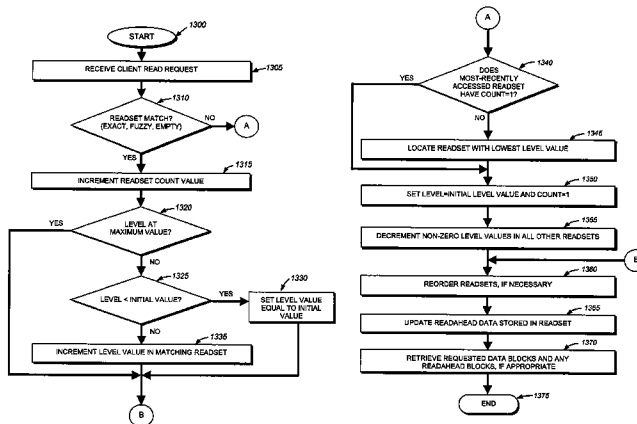 1300
START
RECEIVE CLIENT READ REQUEST
1305
1310
READSET MATCH?
(EXACT, FUZZY, EMPTY)
NO
A
YES
1315
INCREMENT READSET COUNT VALUE
1320
YES
LEVEL AT
MAXIMUM VALUE?
NO
1325
LEVEL < INITIAL VALUE?
YES
1330
SET LEVEL VALUE
EQUAL TO INITIAL
VALUE
NO
1335
INCREMENT LEVEL VALUE IN MATCHING READSET
B
A
1340
YES
DOES
MOST-RECENTLY
ACCESSED READSET
HAVE COUNT=1?
NO
1345
LOCATE READSET WITH LOWEST LEVEL VALUE
1350
SET LEVEL=INITIAL VALUE AND COUNT=1
1355
DECREMENT NON-ZERO LEVEL VALUES IN ALL OTHER READSETS
B
1360
REORDER READSETS, IF NECESSARY
1365
UPDATE READAHEAD DATA STORED IN READSET
1370
RETRIEVE REQUESTED DATA BLOCKS AND ANY
READAHEAD BLOCKS, IF APPROPRIATE
END
1375